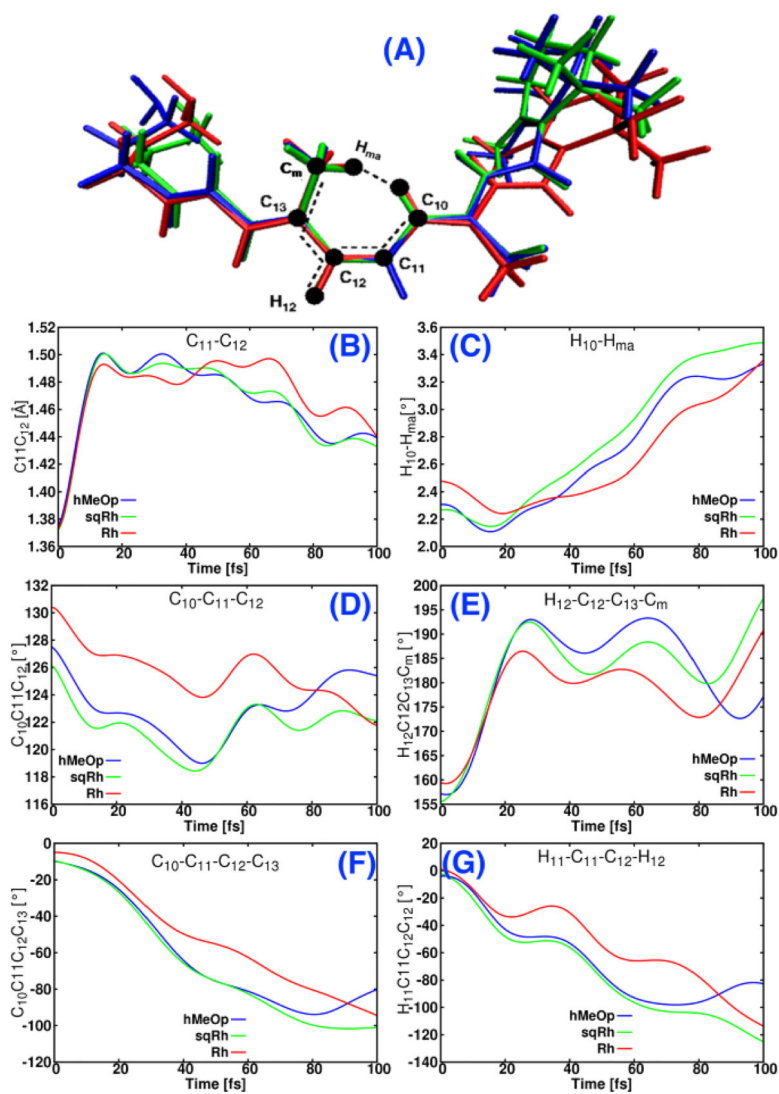 (A)
Hma
Cm
C13
C10
C12
C11
H12
C11-C12
(B)
1.52
1.50
1.48
1.46
1.44
1.42
1.40
1.38
1.36
C11C12 [Å]
hMeOp
sqRh
Rh
0 20 40 60 80 100
Time [fs]
H10-Hma
(C)
3.6
3.4
3.2
3.0
2.8
2.6
2.4
2.2
2.0
H10-Hma[°]
hMeOp
sqRh
Rh
0 20 40 60 80 100
Time [fs]
C10-C11-C12
(D)
132
130
128
126
124
122
120
118
116
C10C11C12 [°]
hMeOp
sqRh
Rh
0 20 40 60 80 100
Time [fs]
H12-C12-C13-Cm
(E)
200
195
190
185
180
175
170
165
160
155
H12C12C13Cm [°]
hMeOp
sqRh
Rh
0 20 40 60 80 100
Time [fs]
C10-C11-C12-C13
(F)
0
-20
-40
-60
-80
-100
-120
C10C11C12C13 [°]
hMeOp
sqRh
Rh
0 20 40 60 80 100
Time [fs]
H11-C11-C12-H12
(G)
20
0
-20
-40
-60
-80
-100
-120
-140
H11C11C12C12 [°]
hMeOp
sqRh
Rh
0 20 40 60 80 100
Time [fs]